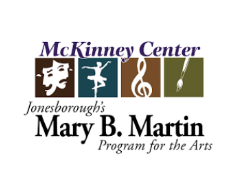 McKinney Center
Jonesborough's
Mary B. Martin
Program for the Arts